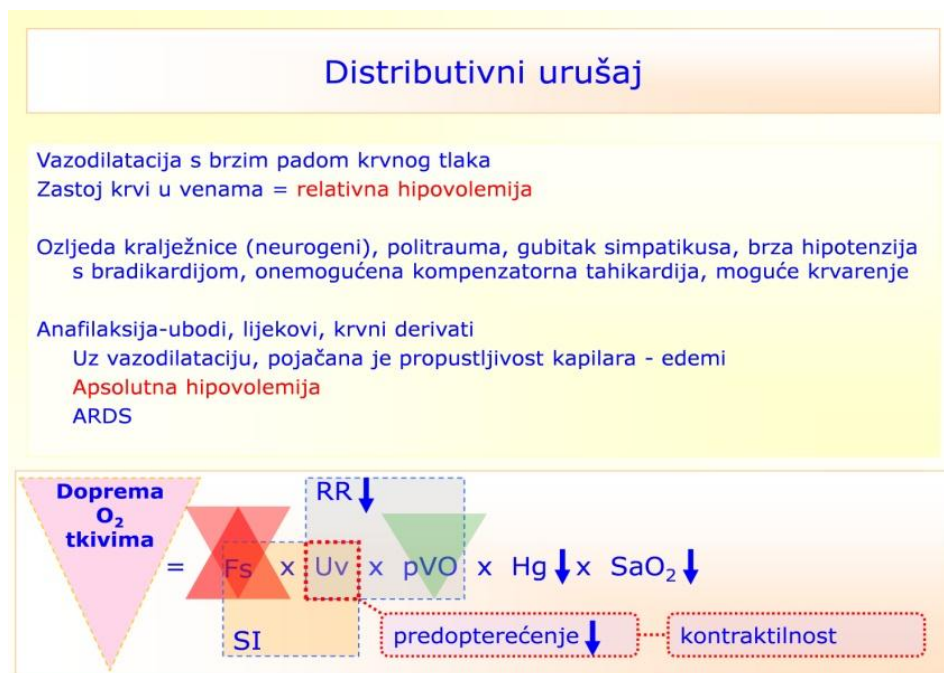 Distributivni urušaj
Vazodilatacija s brzim padom krvnog tlaka
Zastoj krvi u venama = relativna hipovolemija
Ozljeda kralježnice (neurogeni), politrauma, gubitak simpatikusa, brza hipotenzija
s bradikardijom, onemogućena kompenzatorna tahikardija, moguće krvarenje
Anafilaksija-ubodi, lijekovi, krvni derivati
Uz vazodilataciju, pojačana je propustljivost kapilara - edemi
Apsolutna hipovolemija
ARDS
Doprema
O₂
tkivima
RR ↓
= Fs x Uv x pVO x Hg ↓ x SaO₂ ↓
SI
predopterećenje ↓
kontraktilnost